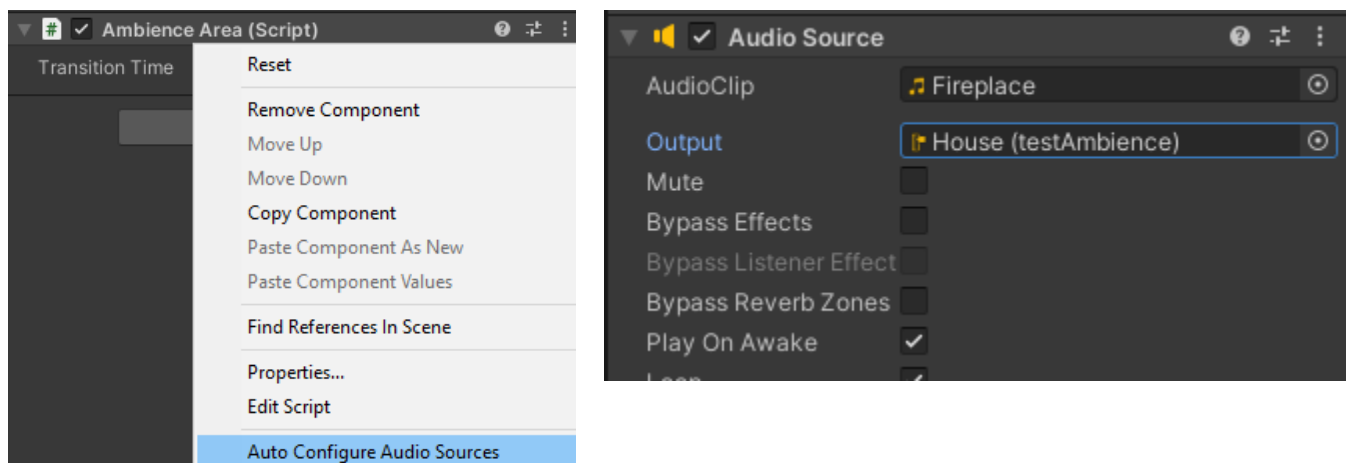 Ambience Area (Script)
Transition Time
Reset
Remove Component
Move Up
Move Down
Copy Component
Paste Component As New
Paste Component Values
Find References In Scene
Properties...
Edit Script
Auto Configure Audio Sources
Audio Source
AudioClip
Fireplace
Output
House (testAmbience)
Mute
Bypass Effects
Bypass Listener Effect
Bypass Reverb Zones
Play On Awake
Loop